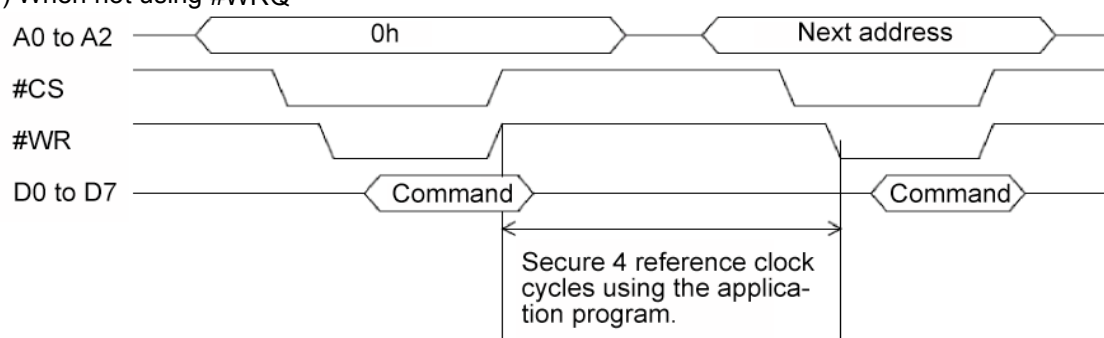 ) When not using #WRQ
A0 to A2 0h Next address
#CS
#WR
D0 to D7 Command Command
Secure 4 reference clock
cycles using the applica-
tion program.